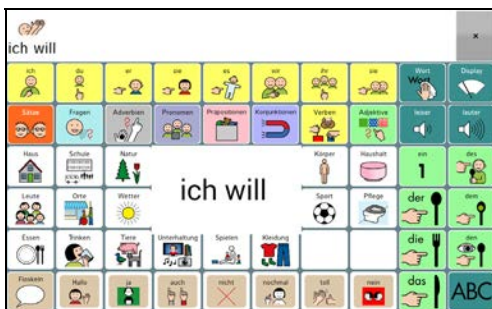 ich will
×
ich du er sie es wir ihr sie Wort Display
Sätze Fragen Adverbien Pronomen Präpositionen Konjunktionen Verben Adjektive leiser lauter
Haus Schule Natur Körper Haushalt ein des
1
ich will
Leute Orte Wetter Sport Pflege der dem
Essen Trinken Tiere Unterhaltung Spielen Kleidung die den
Floskeln Hallo ja auch nicht nochmal toll nein das ABC